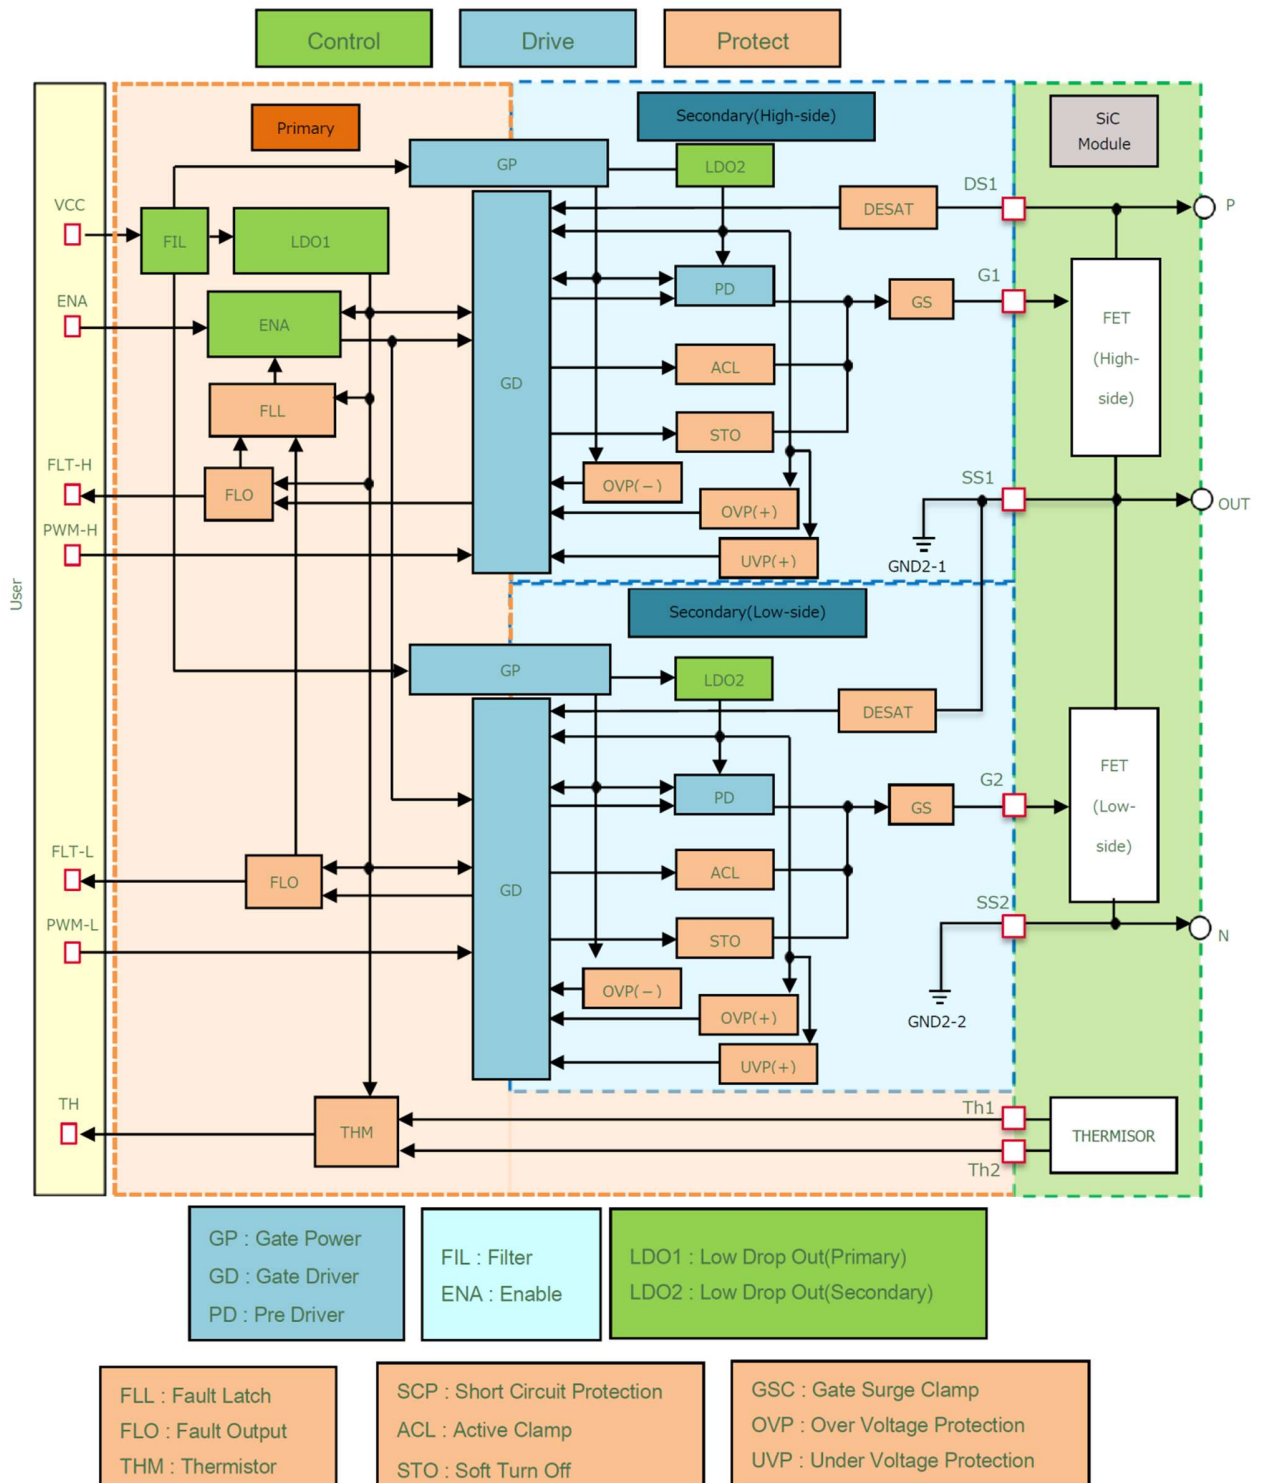 Control
Drive
Protect
Primary
Secondary(High-side)
SiC
Module
GP
LDO2
DS1
DESAT
P
VCC
FIL
LDO1
PD
G1
GS
ENA
ENA
FET
(High-
side)
ACL
GD
FLL
STO
FLT-H
FLO
OVP(−)
SS1
OUT
OVP(+)
PWM-H
UVP(+)
GND2-1
User
Secondary(Low-side)
GP
LDO2
DESAT
FET
(Low-
side)
PD
G2
GS
FLT-L
FLO
ACL
GD
SS2
PWM-L
STO
N
OVP(−)
OVP(+)
GND2-2
UVP(+)
TH
THM
Th1
THERMISOR
Th2
GP : Gate Power
GD : Gate Driver
PD : Pre Driver
FIL : Filter
ENA : Enable
LDO1 : Low Drop Out(Primary)
LDO2 : Low Drop Out(Secondary)
FLL : Fault Latch
FLO : Fault Output
THM : Thermistor
SCP : Short Circuit Protection
ACL : Active Clamp
STO : Soft Turn Off
GSC : Gate Surge Clamp
OVP : Over Voltage Protection
UVP : Under Voltage Protection